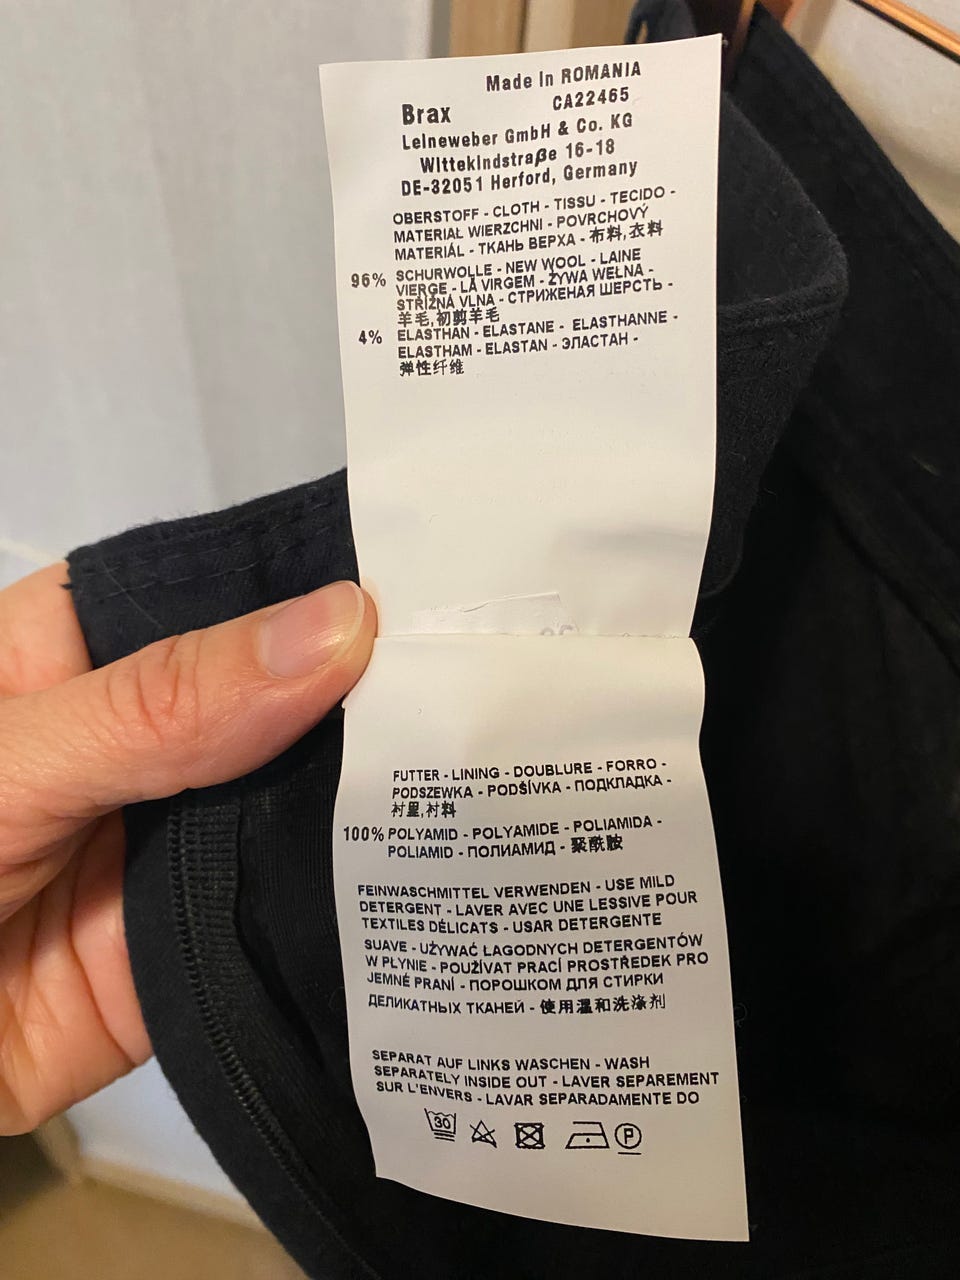 Made In ROMANIA
CA22465
Brax
Leineweber GmbH & Co. KG
Wittekindstraße 16-18
DE-32051 Herford, Germany
OBERSTOFF - CLOTH - TISSU - TECIDO -
MATERIAŁ WIERZCHNI - POVRCHOVÝ
MATERIÁL - ТКАНЬ ВЕРХА - 布料,衣料
96% SCHURWOLLE - NEW WOOL - LAINE
VIERGE - LÃ VIRGEM - ŻYWA WEŁNA -
STŘIŽNÁ VLNA - СТРИЖЕНАЯ ШЕРСТЬ -
羊毛,初剪羊毛
4% ELASTHAN - ELASTANE - ELASTHANNE -
ELASTHAM - ELASTAN - ЭЛАСТАН -
弹性纤维
FUTTER - LINING - DOUBLURE - FORRO -
PODSZEWKA - PODŠÍVKA - ПОДКЛАДКА -
衬里,衬料
100% POLYAMID - POLYAMIDE - POLIAMIDA -
POLIAMID - ПОЛИАМИД - 聚酰胺
FEINWASCHMITTEL VERWENDEN - USE MILD
DETERGENT - LAVER AVEC UNE LESSIVE POUR
TEXTILES DÉLICATS - USAR DETERGENTE
SUAVE - UŻYWAĆ ŁAGODNYCH DETERGENTÓW
W PŁYNIE - POUŽÍVAT PRACÍ PROSTŘEDEK PRO
JEMNÉ PRANÍ - ПОРОШКОМ ДЛЯ СТИРКИ
ДЕЛИКАТНЫХ ТКАНЕЙ - 使用温和洗涤剂
SEPARAT AUF LINKS WASCHEN - WASH
SEPARATELY INSIDE OUT - LAVER SEPAREMENT
SUR L'ENVERS - LAVAR SEPARADAMENTE DO
30 P